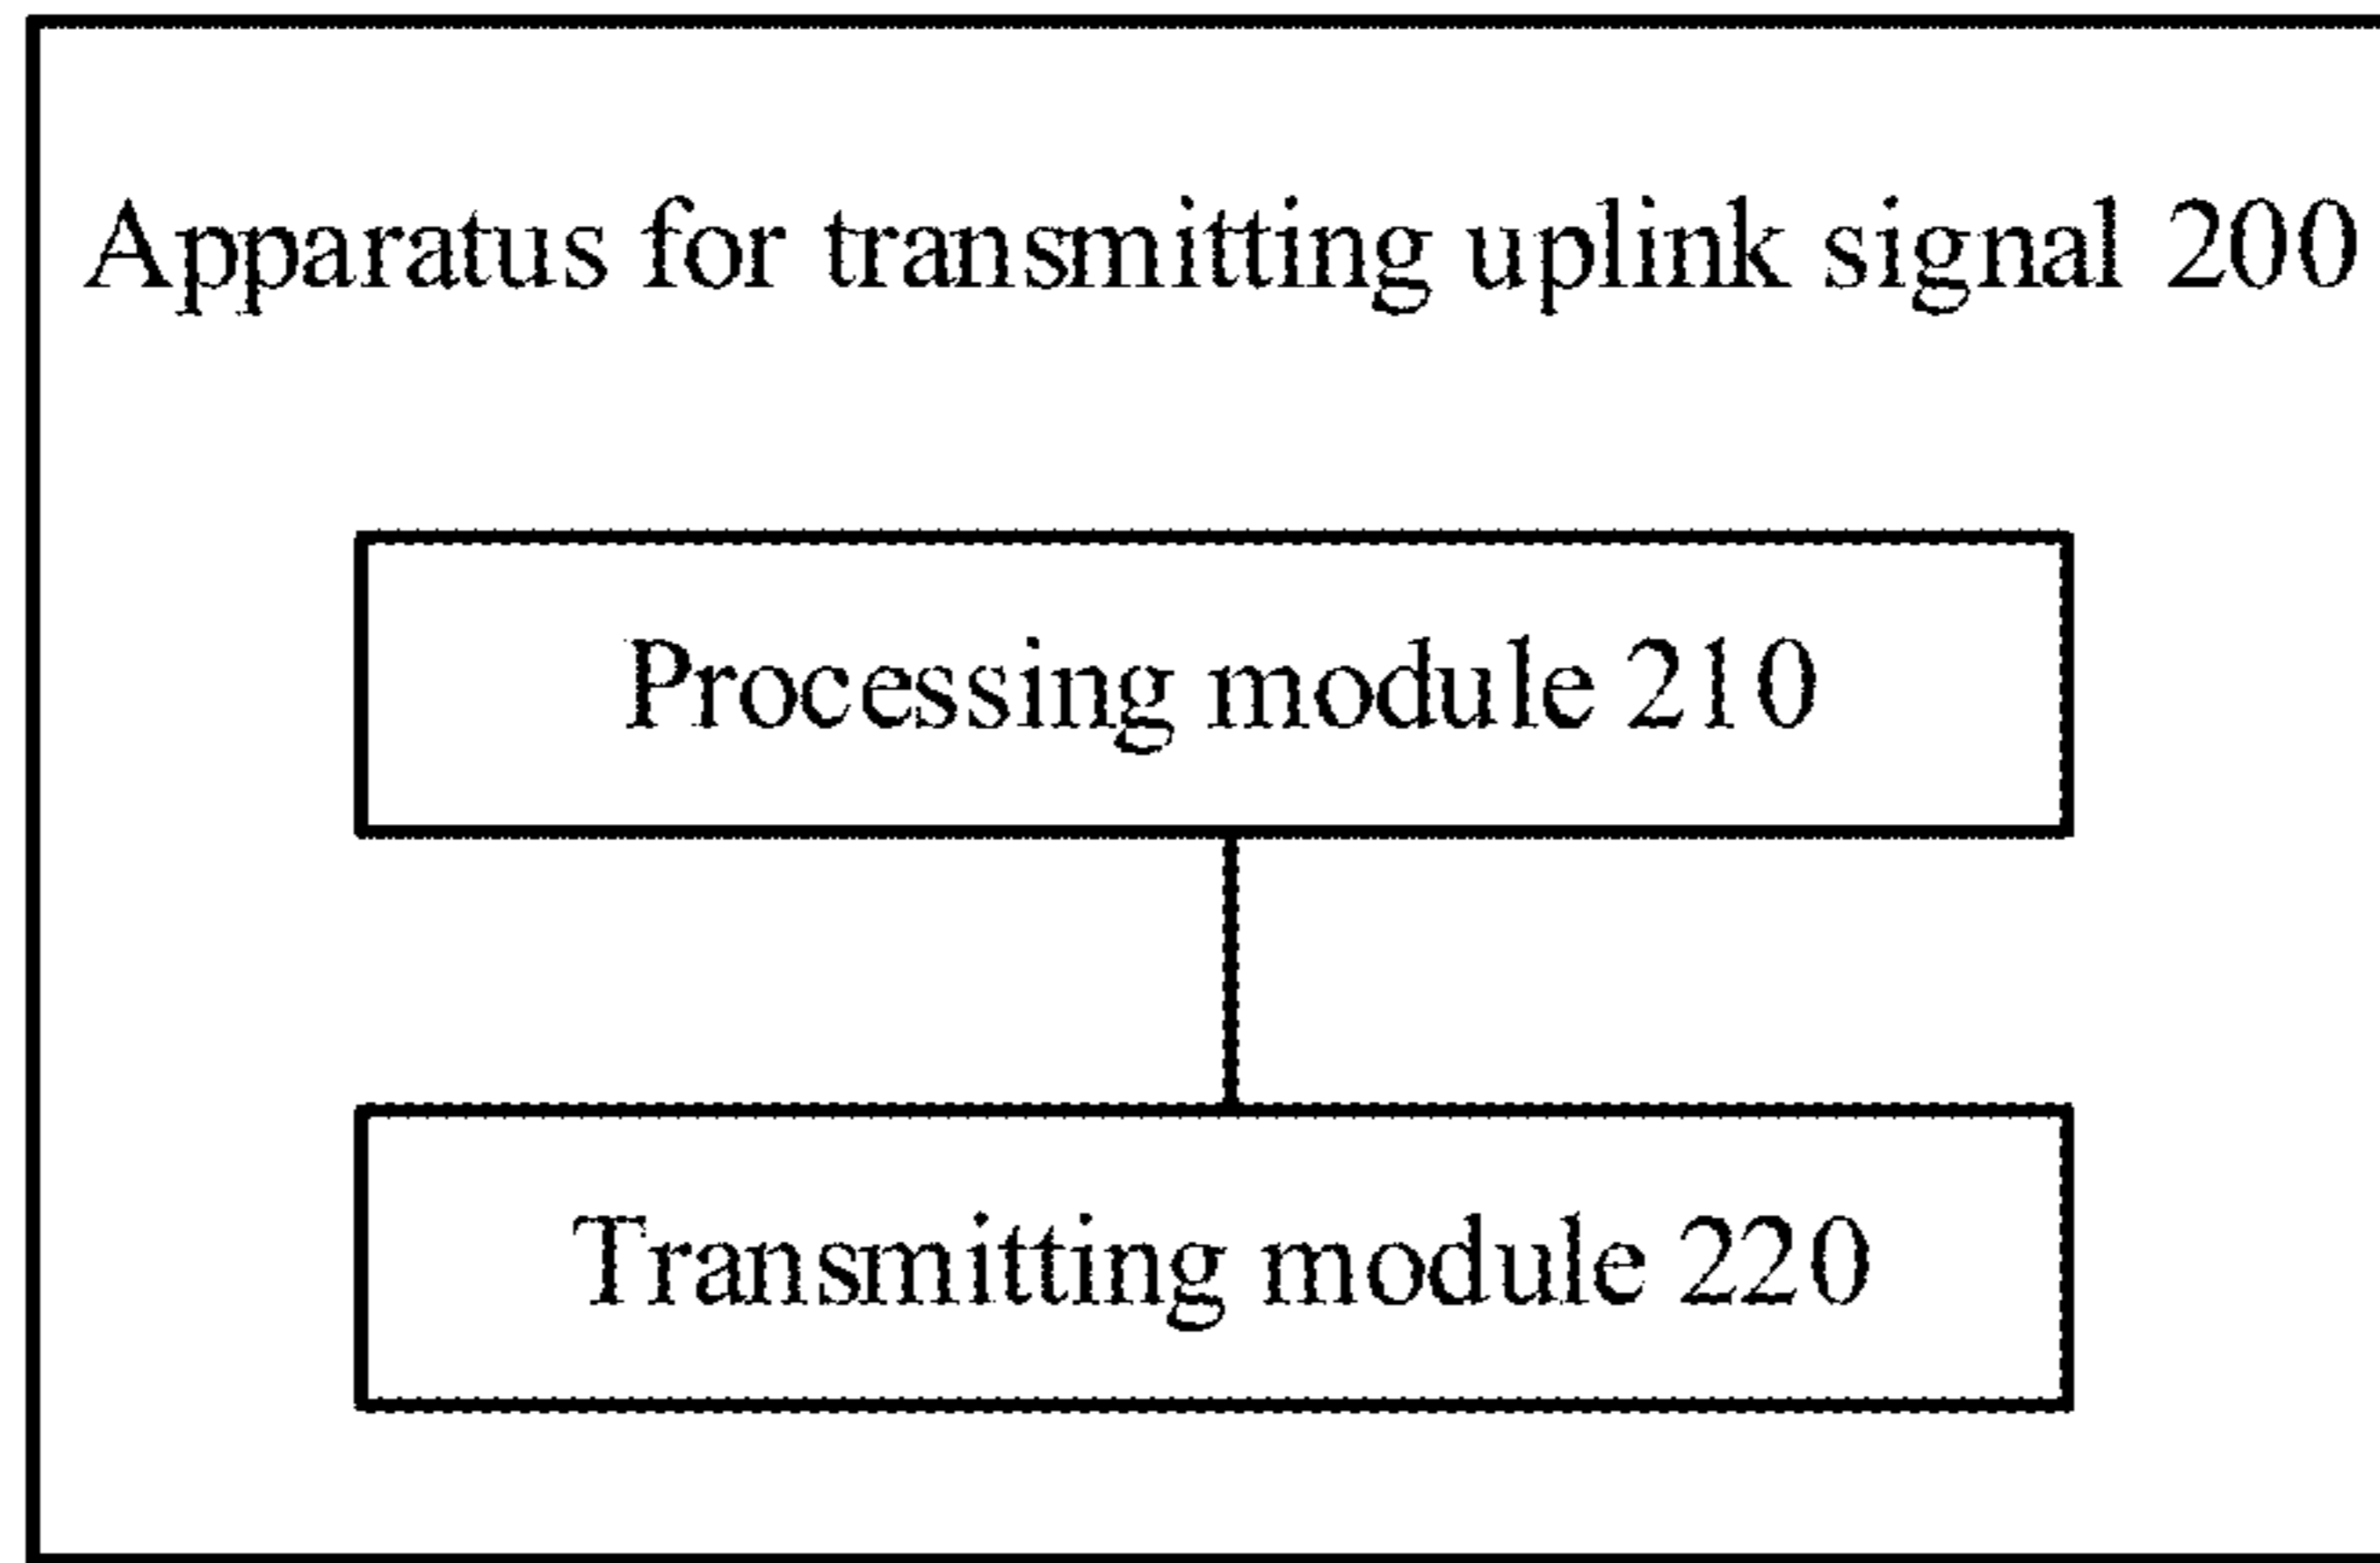 Apparatus for transmitting uplink signal 200
Processing module 210
Transmitting module 220